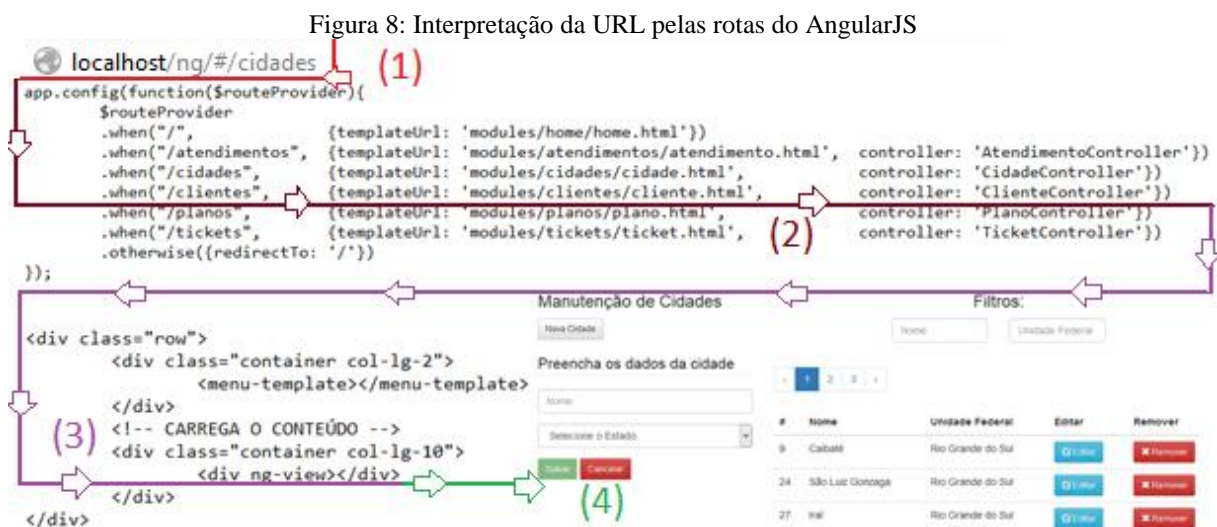 Figura 8: Interpretação da URL pelas rotas do AngularJS
localhost/ng/#/cidades
(1)
app.config(function($routeProvider){
$routeProvider
.when("/", {templateUrl: 'modules/home/home.html'})
.when("/atendimentos", {templateUrl: 'modules/atendimentos/atendimento.html', controller: 'AtendimentoController'})
.when("/cidades", {templateUrl: 'modules/cidades/cidade.html', controller: 'CidadeController'})
.when("/clientes", {templateUrl: 'modules/clientes/cliente.html', controller: 'ClienteController'})
.when("/planos", {templateUrl: 'modules/planos/plano.html', controller: 'PlanoController'})
.when("/tickets", {templateUrl: 'modules/tickets/ticket.html', controller: 'TicketController'})
(2)
.otherwise({redirectTo: '/'})
});
<div class="row">
<div class="container col-lg-2">
<menu-template></menu-template>
</div>
<!-- CARREGA O CONTEÚDO -->
<div class="container col-lg-10">
<div ng-view></div>
</div>
</div>
(3)
(4)
Manutenção de Cidades
Nova Cidade
Preencha os dados da cidade
Nome
Selecione o Estado.
Salvar Cancelar
Filtros:
Nome Unidade Federal
‹ 1 2 3 ›
# Nome Unidade Federal Editar Remover
9 Caibaté Rio Grande do Sul Editar Remover
24 São Luiz Gonzaga Rio Grande do Sul Editar Remover
27 Iraí Rio Grande do Sul Editar Remover